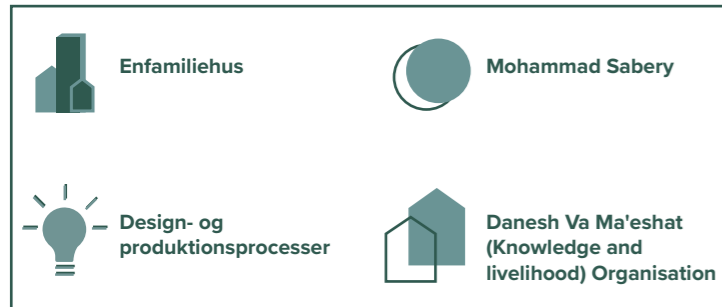 Enfamiliehus
Mohammad Sabery
Design- og
produktionsprocesser
Danesh Va Ma'eshat
(Knowledge and
livelihood) Organisation